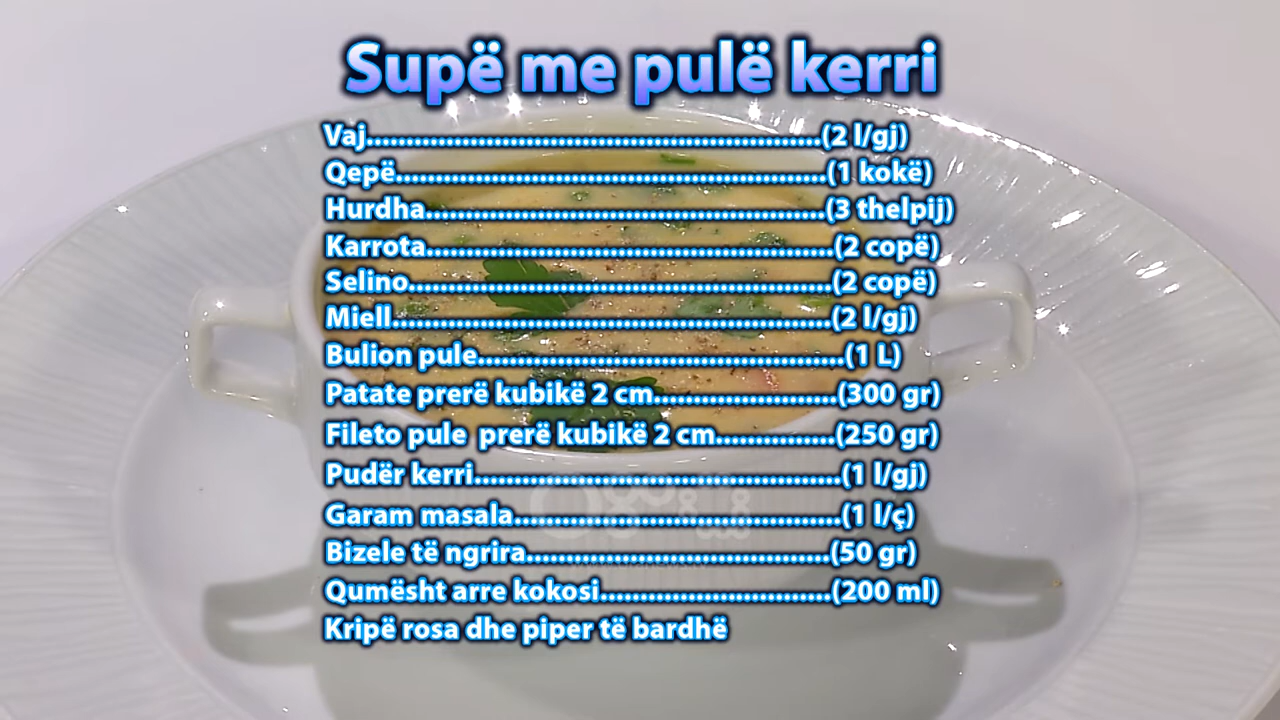 Supë me pulë kerri
Vaj.........................................................(2 l/gj)
Qepë......................................................(1 kokë)
Hurdha..................................................(3 thelpij)
Karrota...................................................(2 copë)
Selino.....................................................(2 copë)
Miell.......................................................(2 l/gj)
Bulion pule..............................................(1 L)
Patate prerë kubikë 2 cm.......................(300 gr)
Fileto pule prerë kubikë 2 cm...............(250 gr)
Pudër kerri..............................................(1 l/gj)
Garam masala.........................................(1 l/ç)
Bizele të ngrira......................................(50 gr)
Qumësht arre kokosi.............................(200 ml)
Kripë rosa dhe piper të bardhë